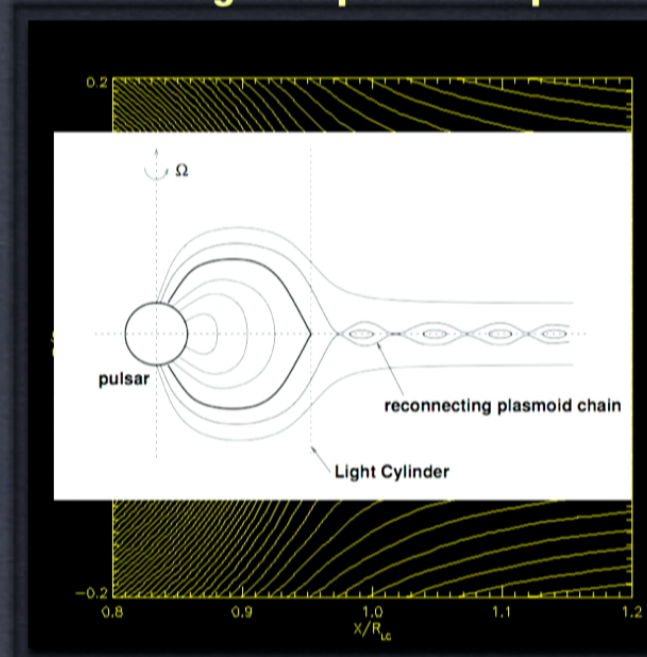 0.2
Ω
pulsar
reconnecting plasmoid chain
Light Cylinder
−0.2
0.8 0.9 1.0 1.1 1.2
X/R_LC